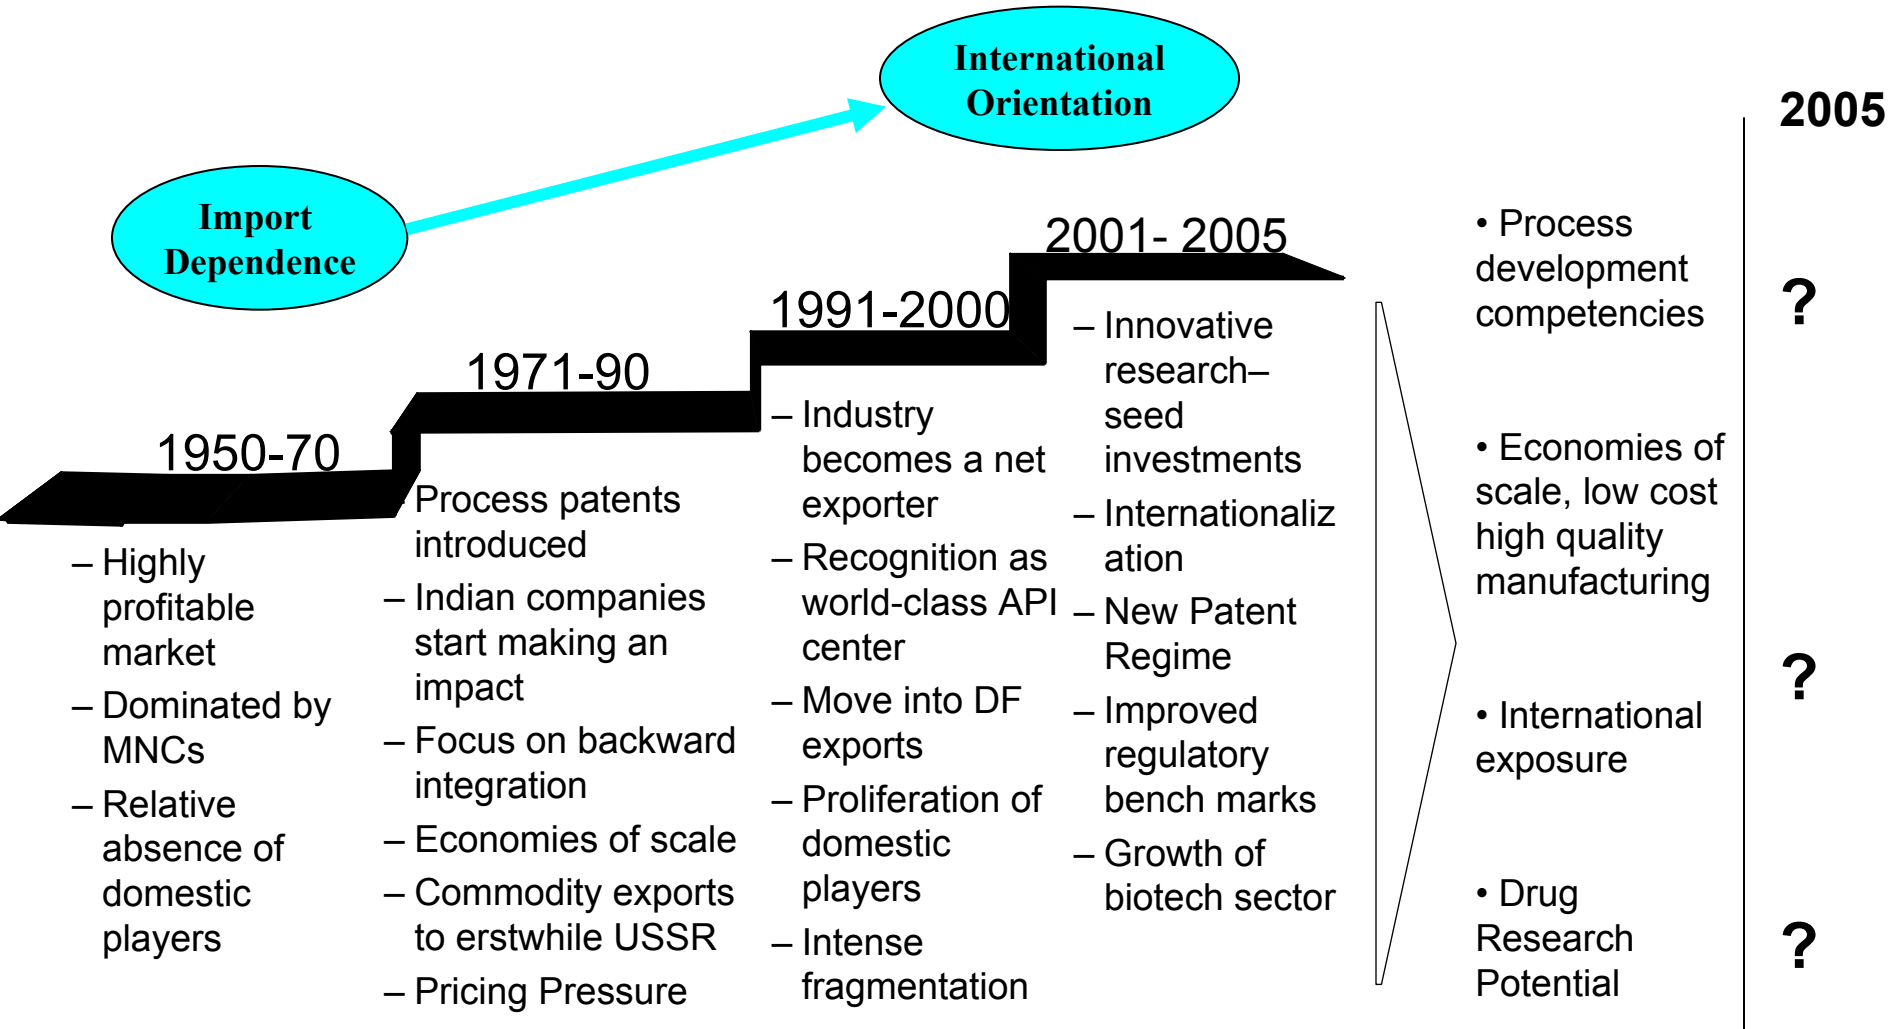 International
Orientation
2005
Import
Dependence
1950-70
– Highly
profitable
market
– Dominated by
MNCs
– Relative
absence of
domestic
players
1971-90
– Process patents
introduced
– Indian companies
start making an
impact
– Focus on backward
integration
– Economies of scale
– Commodity exports
to erstwhile USSR
– Pricing Pressure
1991-2000
– Industry
becomes a net
exporter
– Recognition as
world-class API
center
– Move into DF
exports
– Proliferation of
domestic
players
– Intense
fragmentation
2001- 2005
– Innovative
research–
seed
investments
– Internationaliz
ation
– New Patent
Regime
– Improved
regulatory
bench marks
– Growth of
biotech sector
• Process
development
competencies
• Economies of
scale, low cost
high quality
manufacturing
• International
exposure
• Drug
Research
Potential
?
?
?